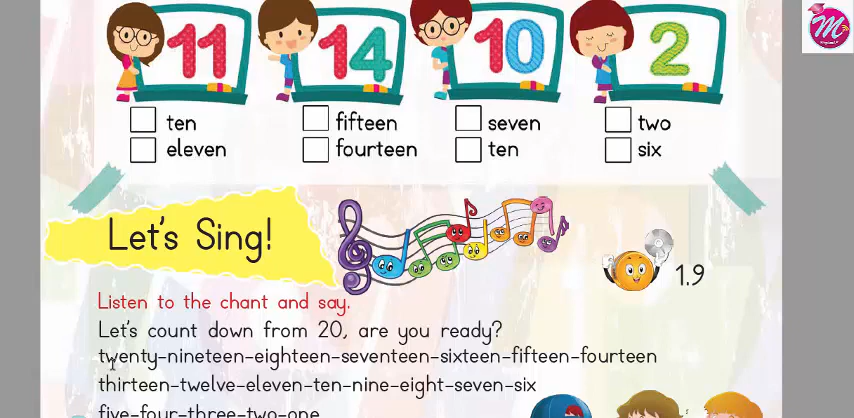 11 14 10 2
ten fifteen seven two
eleven fourteen ten six
Let's Sing!
1.9
Listen to the chant and say.
Let's count down from 20, are you ready?
twenty-nineteen-eighteen-seventeen-sixteen-fifteen-fourteen
thirteen-twelve-eleven-ten-nine-eight-seven-six
five-four-three-two-one